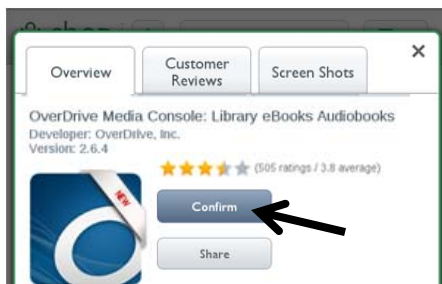 Overview
Customer
Reviews
Screen Shots
×
OverDrive Media Console: Library eBooks Audiobooks
Developer: OverDrive, Inc.
Version: 2.6.4
(505 ratings / 3.8 average)
NEW
Confirm
Share